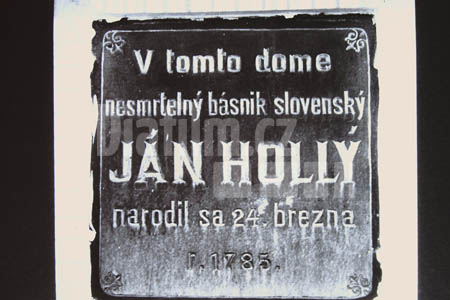 V tomto dome
nesmrtelný básnik slovenský
JÁN HOLLÝ
narodil sa 24. brezna
r. 1785.